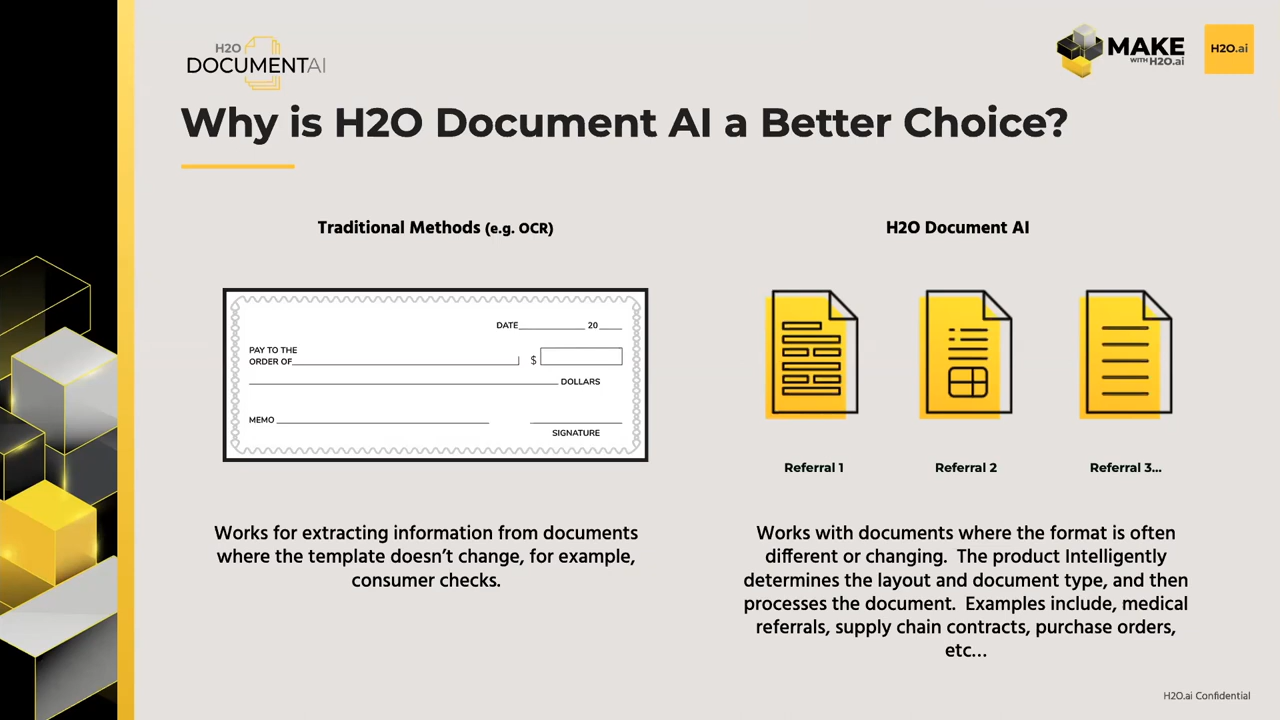 H2O
DOCUMENTAI
MAKE
WITH H2O.ai
H2O.ai
Why is H2O Document AI a Better Choice?
Traditional Methods (e.g. OCR)
DATE 20
PAY TO THE
ORDER OF $
DOLLARS
MEMO
SIGNATURE
Works for extracting information from documents
where the template doesn’t change, for example,
consumer checks.
H2O Document AI
Referral 1
Referral 2
Referral 3...
Works with documents where the format is often
different or changing.  The product Intelligently
determines the layout and document type, and then
processes the document.  Examples include, medical
referrals, supply chain contracts, purchase orders,
etc...
H2O.ai Confidential